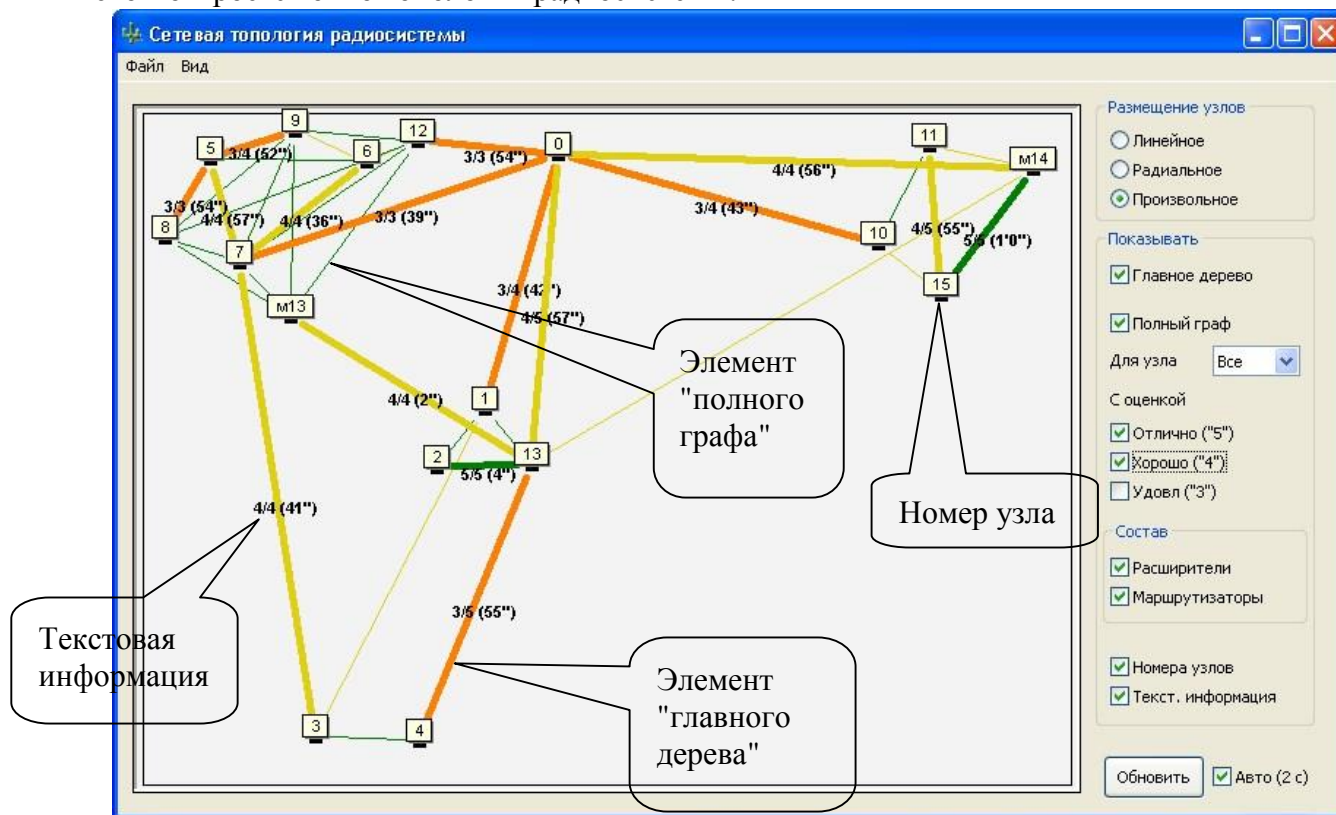 Сетевая топология радиосистемы
Файл Вид
9
12
5
6
0
11
м14
3/4 (52")
3/3 (54")
4/4 (56")
3/3 (54")
4/4 (57")
4/4 (36")
3/3 (39")
3/4 (43")
8
7
10
4/5 (55")
5/5 (1'0")
м13
15
3/4 (42")
4/5 (57")
4/4 (2")
1
2
13
5/5 (4")
4/4 (41")
3/5 (55")
3
4
Элемент
"полного
графа"
Номер узла
Текстовая
информация
Элемент
"главного
дерева"
Размещение узлов
Линейное
Радиальное
Произвольное
Показывать
Главное дерево
Полный граф
Для узла Все
С оценкой
Отлично ("5")
Хорошо ("4")
Удовл ("3")
Состав
Расширители
Маршрутизаторы
Номера узлов
Текст. информация
Обновить Авто (2 с)